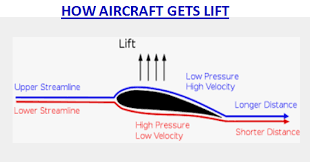 HOW AIRCRAFT GETS LIFT
Lift
Low Pressure
High Velocity
Upper Streamline
Lower Streamline
Longer Distance
High Pressure
Low Velocity
Shorter Distance